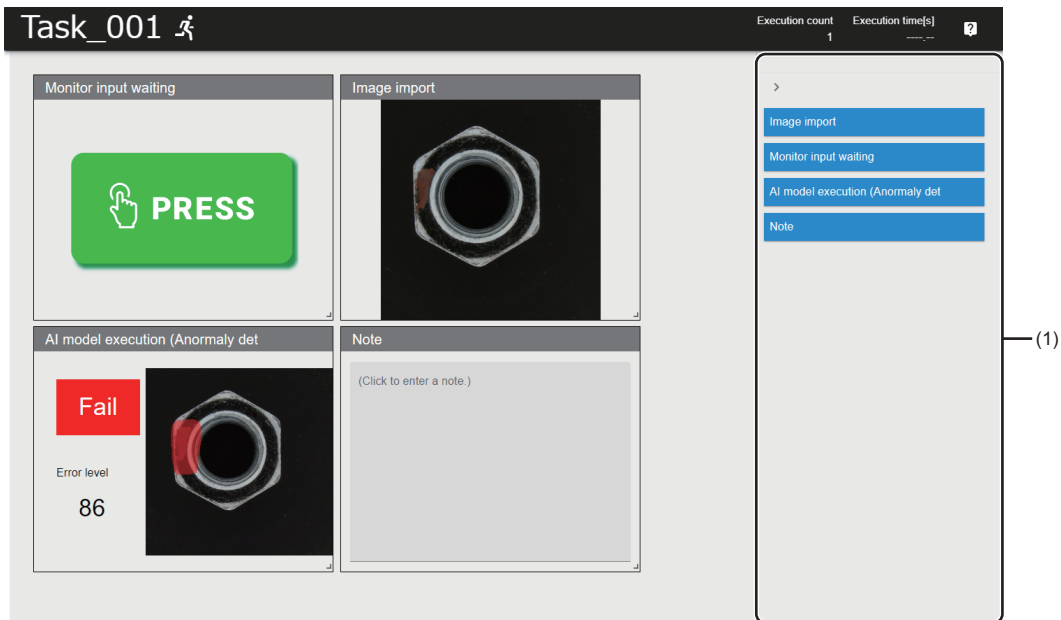 Task_001
Execution count
1
Execution time[s]
----.--
?
Monitor input waiting
PRESS
Image import
AI model execution (Anormaly det
Fail
Error level
86
Note
(Click to enter a note.)
Image import
Monitor input waiting
AI model execution (Anormaly det
Note
(1)